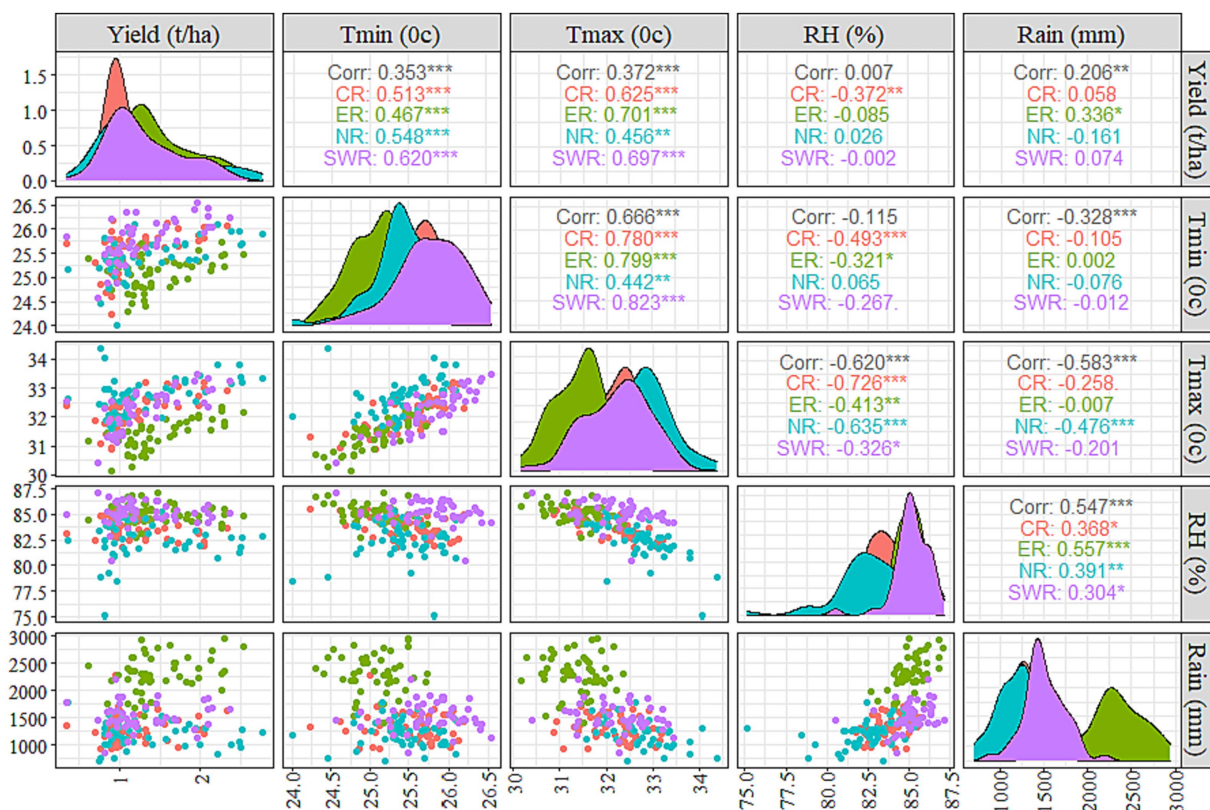 Yield (t/ha)
Tmin (0c)
Tmax (0c)
RH (%)
Rain (mm)
1.5
1.0
0.5
0.0
Corr: 0.353***
CR: 0.513***
ER: 0.467***
NR: 0.548***
SWR: 0.620***
Corr: 0.372***
CR: 0.625***
ER: 0.701***
NR: 0.456**
SWR: 0.697***
Corr: 0.007
CR: -0.372**
ER: -0.085
NR: 0.026
SWR: -0.002
Corr: 0.206**
CR: 0.058
ER: 0.336*
NR: -0.161
SWR: 0.074
Yield (t/ha)
26.5
26.0
25.5
25.0
24.5
24.0
Corr: 0.666***
CR: 0.780***
ER: 0.799***
NR: 0.442**
SWR: 0.823***
Corr: -0.115
CR: -0.493***
ER: -0.321*
NR: 0.065
SWR: -0.267.
Corr: -0.328***
CR: -0.105
ER: 0.002
NR: -0.076
SWR: -0.012
Tmin (0c)
34
33
32
31
30
Corr: -0.620***
CR: -0.726***
ER: -0.413**
NR: -0.635***
SWR: -0.326*
Corr: -0.583***
CR: -0.258.
ER: -0.007
NR: -0.476***
SWR: -0.201
Tmax (0c)
87.5
85.0
82.5
80.0
77.5
75.0
Corr: 0.547***
CR: 0.368*
ER: 0.557***
NR: 0.391**
SWR: 0.304*
RH (%)
3000
2500
2000
1500
1000
Rain (mm)
1
2
24.0
24.5
25.0
25.5
26.0
26.5
30
31
32
33
34
75.0
77.5
80.0
82.5
85.0
87.5
1000
1500
2000
2500
3000